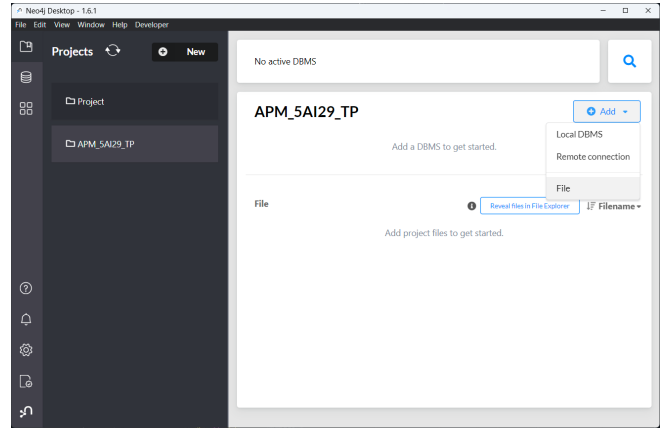 Neo4j Desktop - 1.6.1
File Edit View Window Help Developer
Projects
New
Project
APM_5AI29_TP
No active DBMS
APM_5AI29_TP
Add
Add a DBMS to get started.
Local DBMS
Remote connection
File
File
Reveal files in File Explorer
Filename
Add project files to get started.